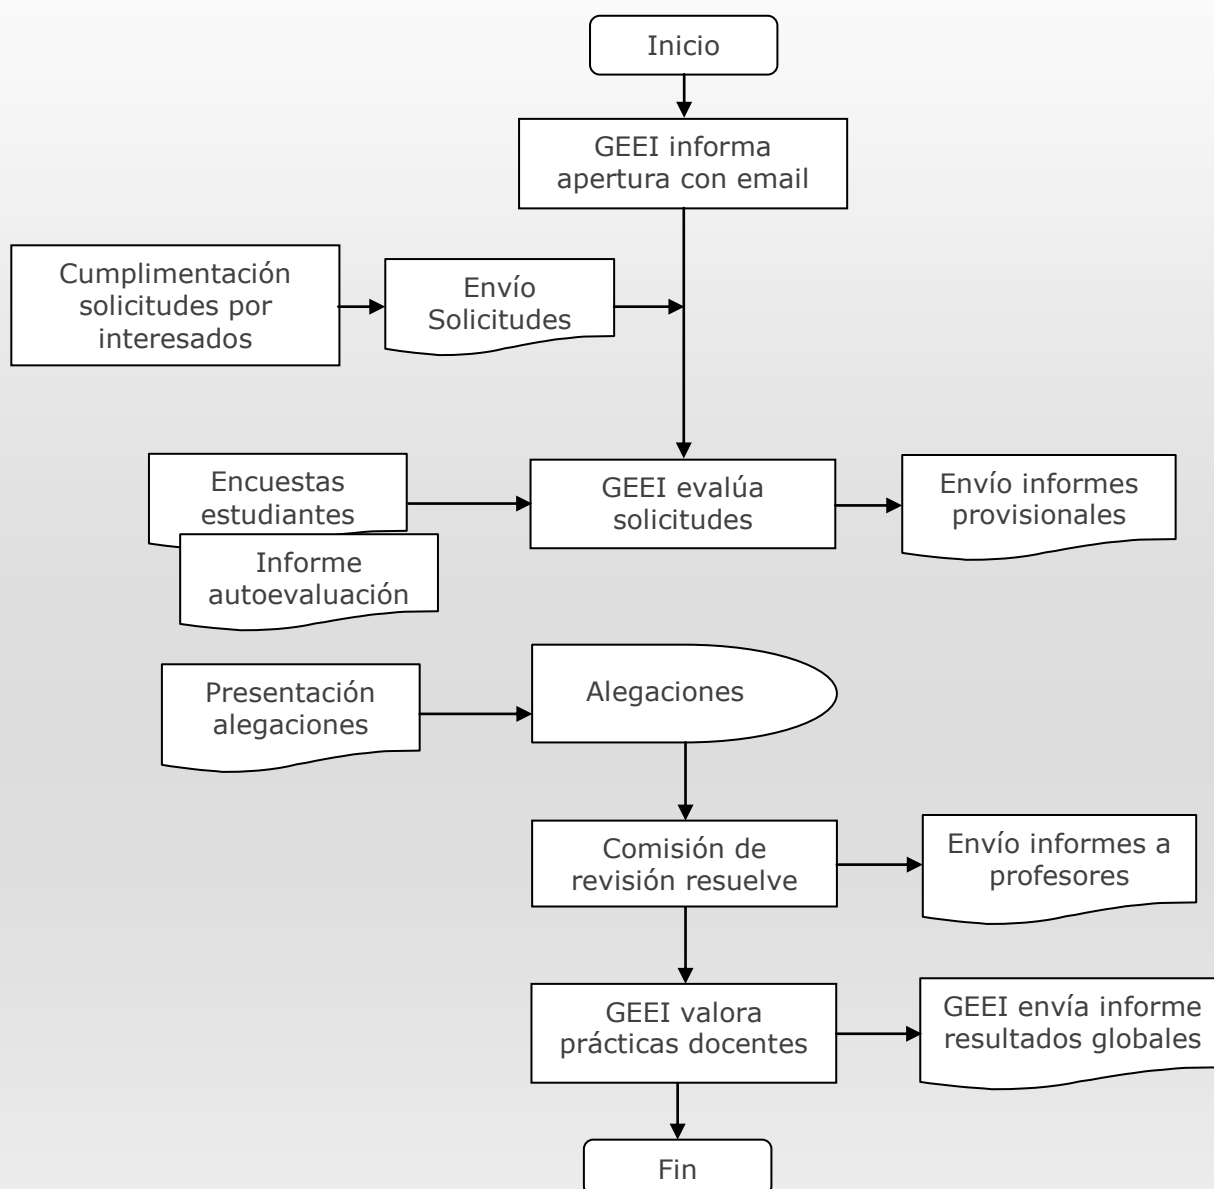 Inicio
GEEI informa
apertura con email
Cumplimentación
solicitudes por
interesados
Envío
Solicitudes
Encuestas
estudiantes
Informe
autoevaluación
GEEI evalúa
solicitudes
Envío informes
provisionales
Presentación
alegaciones
Alegaciones
Comisión de
revisión resuelve
Envío informes a
profesores
GEEI valora
prácticas docentes
GEEI envía informe
resultados globales
Fin